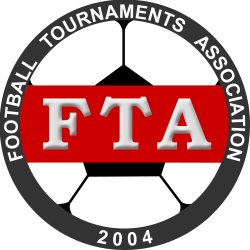 FOOTBALL TOURNAMENTS ASSOCIATION
FTA
2004